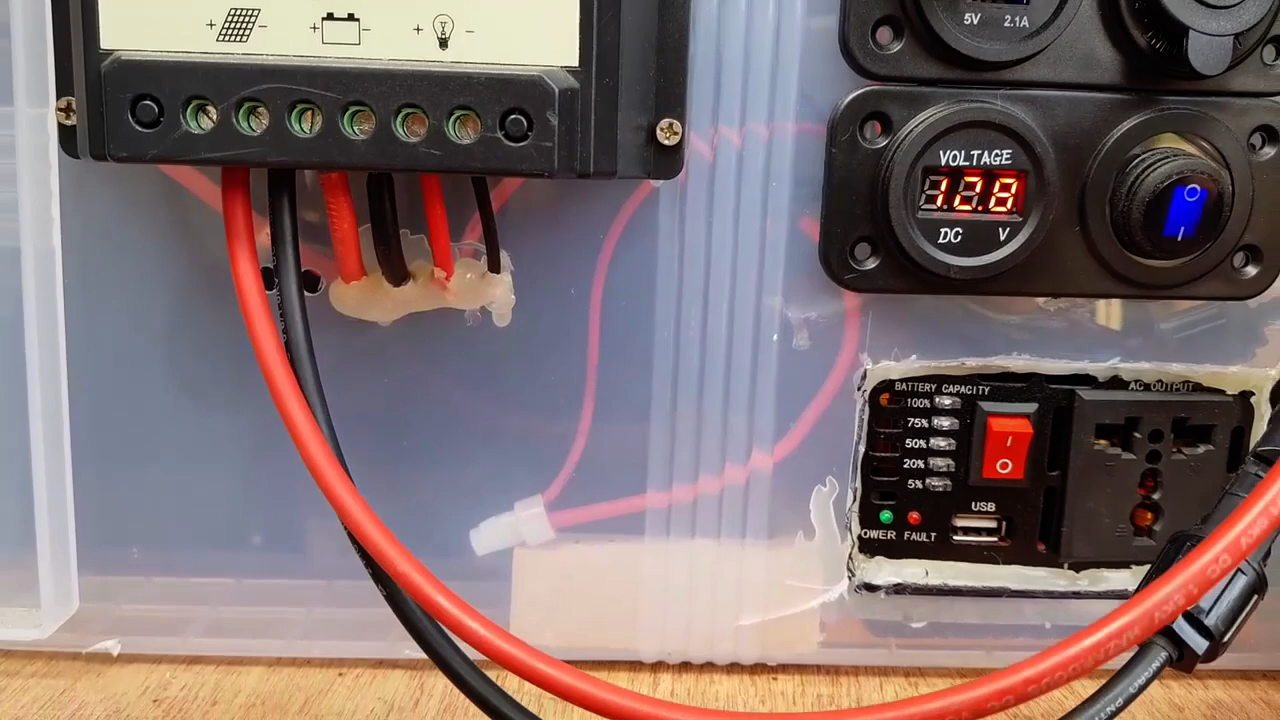 + -
+ -
+ -
5V 2.1A
VOLTAGE
12.8
DC V
O
I
BATTERY CAPACITY
AC OUTPUT
100%
75%
50%
20%
5%
I
O
USB
OWER FAULT